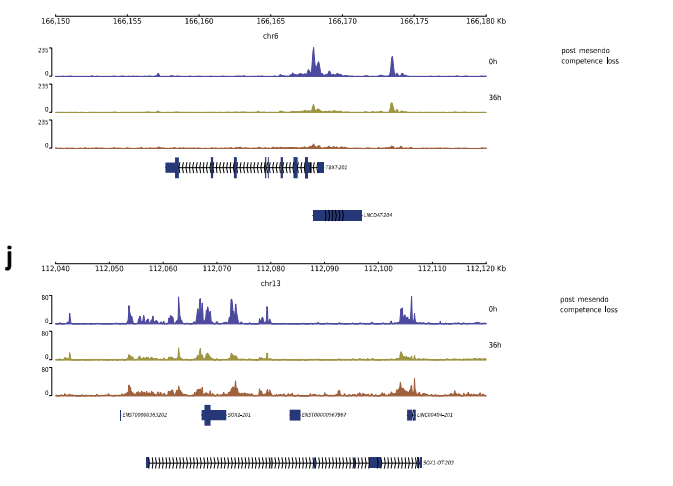 166,150 166,155 166,160 166,165 166,170 166,175 166,180 Kb
chr6
235
0
0h
post mesendo
competence loss
235
0
36h
235
0
TBXT-201
LNCDAT-204
j
112,040 112,050 112,060 112,070 112,080 112,090 112,100 112,110 112,120 Kb
chr13
80
0
0h
post mesendo
competence loss
80
0
36h
80
0
SOX1-201
LINC00404-201
SOX1-OT-203